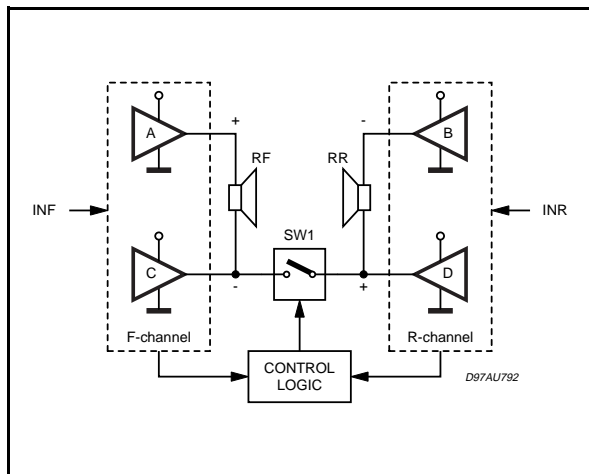 A
+
-
B
RF
RR
INF
INR
SW1
C
-
+
D
F-channel
R-channel
CONTROL
LOGIC
D97AU792